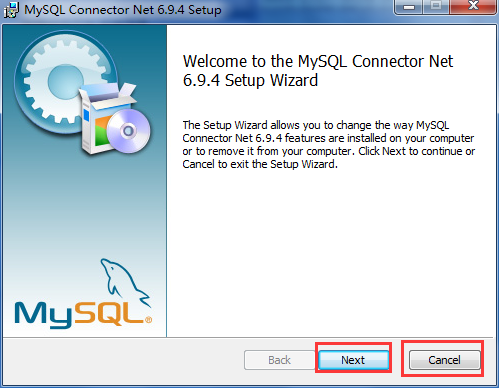 MySQL Connector Net 6.9.4 Setup
Welcome to the MySQL Connector Net
6.9.4 Setup Wizard
The Setup Wizard allows you to change the way MySQL
Connector Net 6.9.4 features are installed on your computer
or to remove it from your computer. Click Next to continue or
Cancel to exit the Setup Wizard.
MySQL®
Back
Next
Cancel